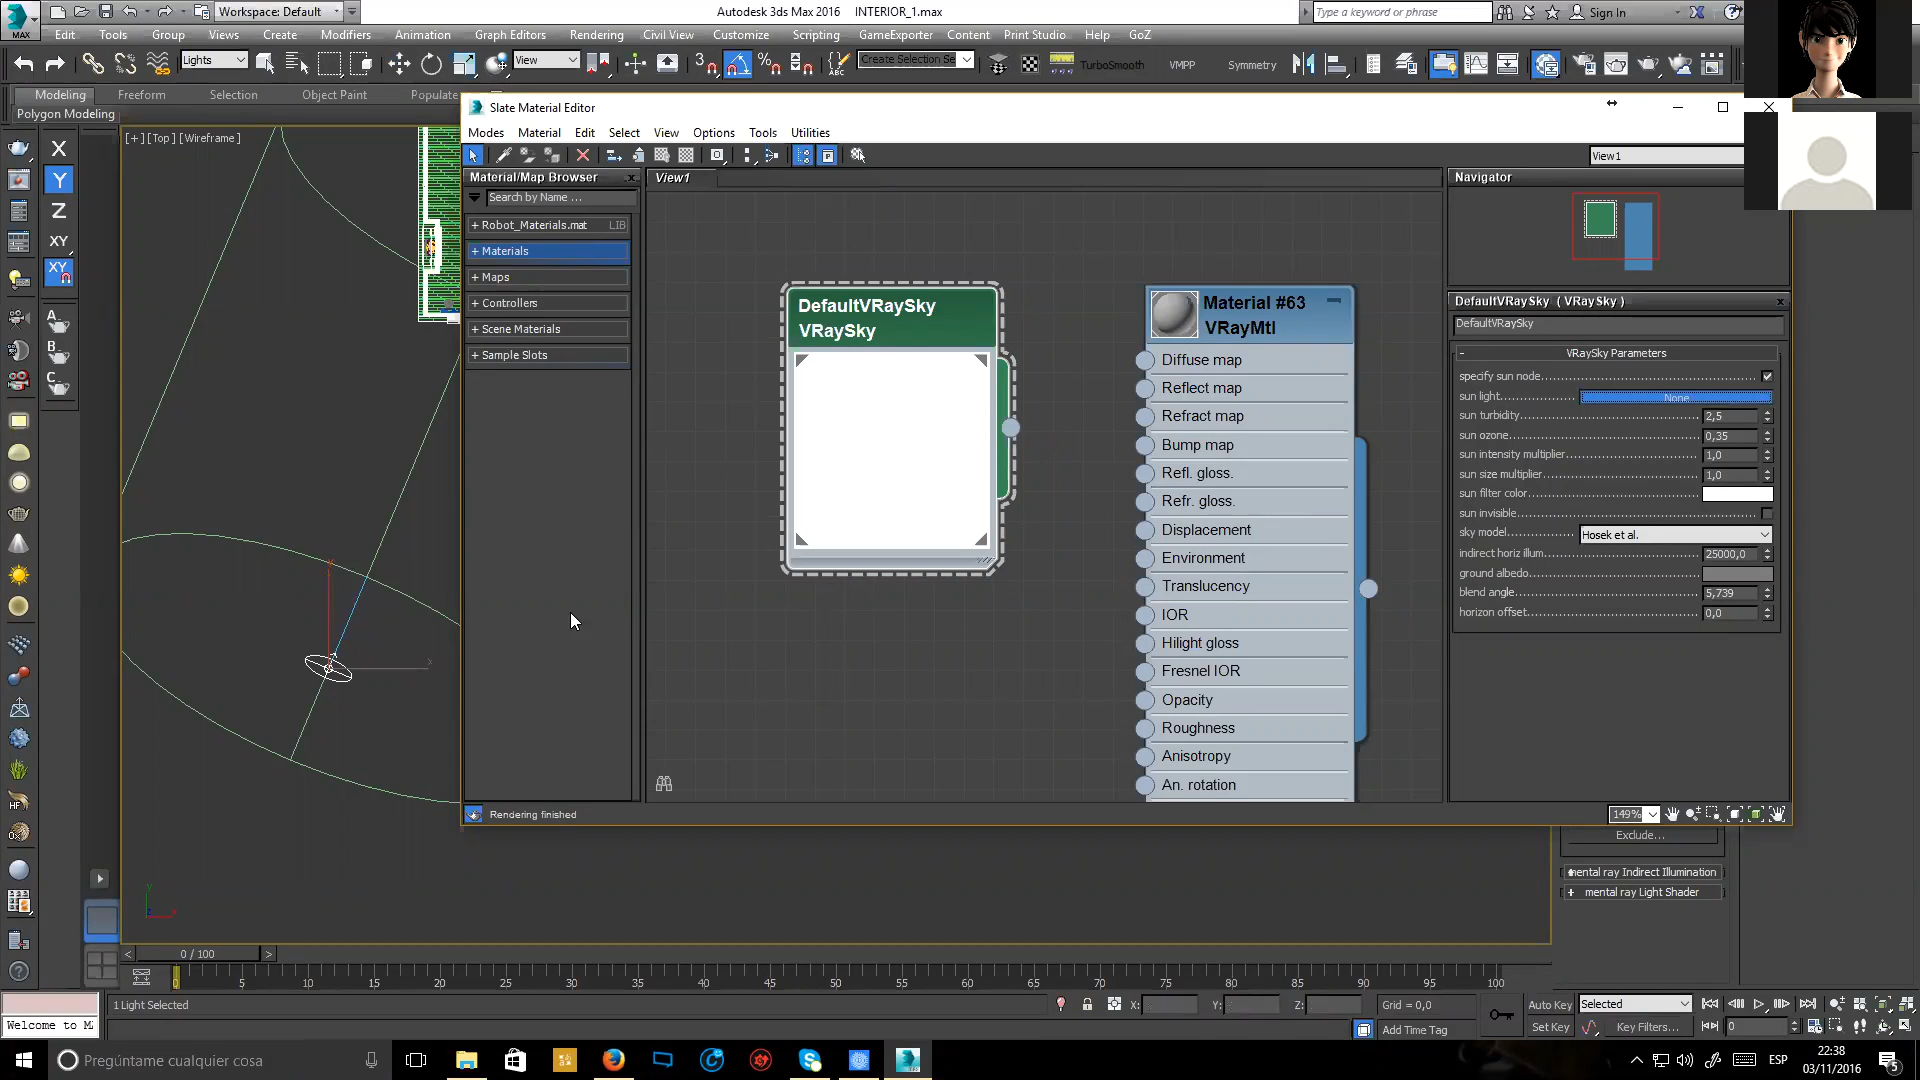 Workspace: Default
Autodesk 3ds Max 2016 INTERIOR_1.max
Type a keyword or phrase
Sign In
MAX
Edit Tools Group Views Create Modifiers Animation Graph Editors Rendering Civil View Customize Scripting GameExporter Content Print Studio Help GoZ
Lights
View
3
ABC
Create Selection Se
TurboSmooth
VMPP
Symmetry
Modeling Freeform Selection Object Paint Populate
Polygon Modeling
[+] [Top] [Wireframe]
X
Y
Z
XY
XY
A
B
C
HF
Slate Material Editor
Modes Material Edit Select View Options Tools Utilities
View1
Material/Map Browser
Search by Name ...
+ Robot_Materials.mat LIB
+ Materials
+ Maps
+ Controllers
+ Scene Materials
+ Sample Slots
View1
DefaultVRaySky
VRaySky
Material #63
VRayMtl
Diffuse map
Reflect map
Refract map
Bump map
Refl. gloss.
Refr. gloss.
Displacement
Environment
Translucency
IOR
Hilight gloss
Fresnel IOR
Opacity
Roughness
Anisotropy
An. rotation
Navigator
DefaultVRaySky ( VRaySky )
DefaultVRaySky
- VRaySky Parameters
specify sun node
sun light None
sun turbidity 2,5
sun ozone 0,35
sun intensity multiplier 1,0
sun size multiplier 1,0
sun filter color
sun invisible
sky model Hosek et al.
indirect horiz illum 25000,0
ground albedo
blend angle 5,739
horizon offset 0,0
Rendering finished
149%
Exclude...
mental ray Indirect Illumination
+ mental ray Light Shader
x
y
x
< 0 / 100 >
0 5 10 15 20 25 30 35 40 45 50 55 60 65 70 75 80 85 90 95 100
1 Light Selected
X: Y: Z: Grid = 0,0
Auto Key Selected
Welcome to M
Add Time Tag
Set Key Key Filters... 0
Pregúntame cualquier cosa
ESP
22:38
03/11/2016
5